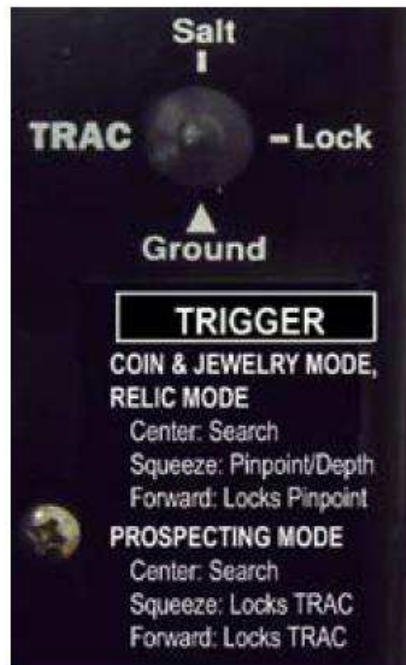 Salt
TRAC
- Lock
Ground
TRIGGER
COIN & JEWELRY MODE,
RELIC MODE
Center: Search
Squeeze: Pinpoint/Depth
Forward: Locks Pinpoint
PROSPECTING MODE
Center: Search
Squeeze: Locks TRAC
Forward: Locks TRAC